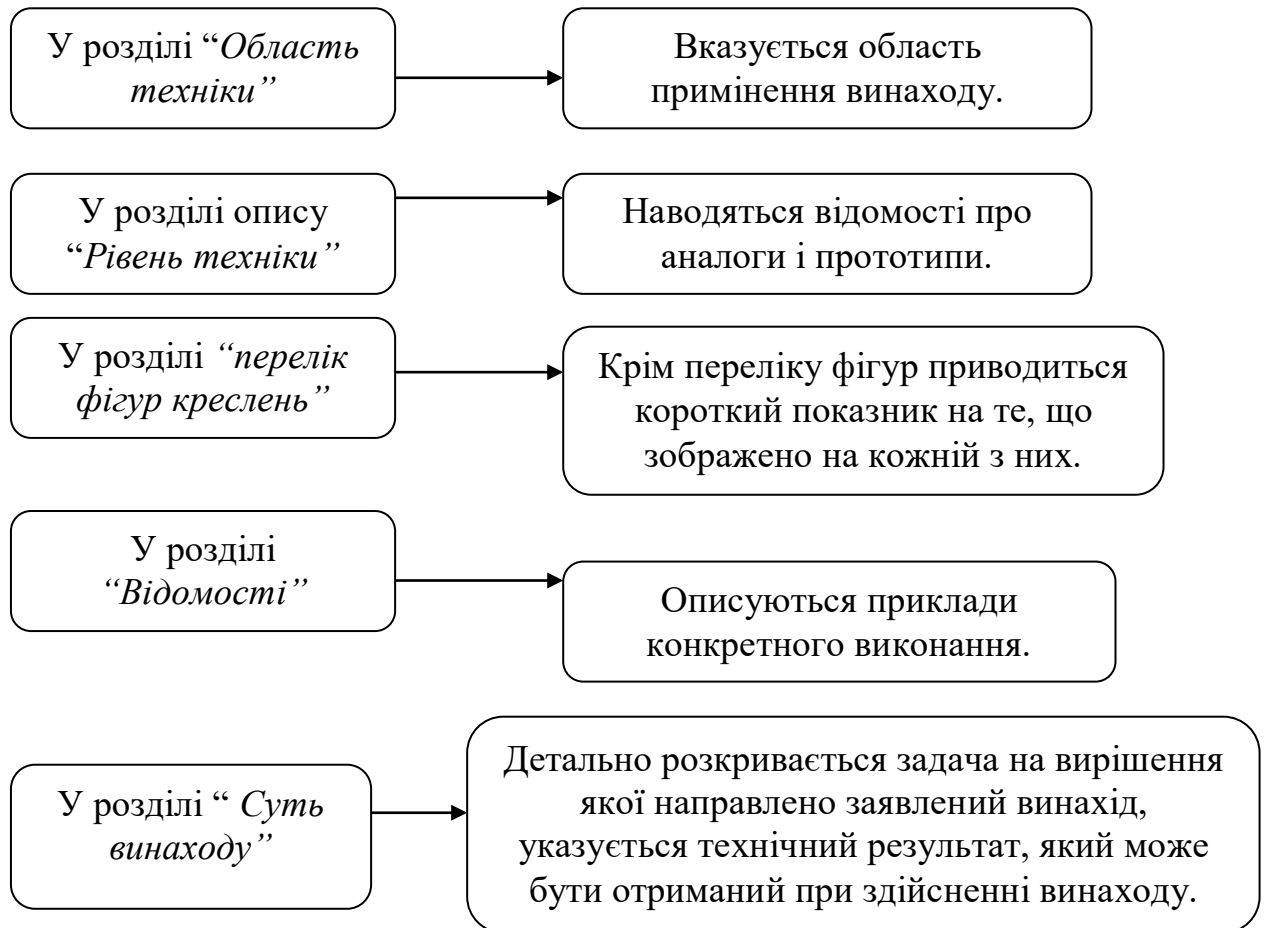 У розділі “Область
техніки”
Вказується область
примінення винаходу.
У розділі опису
“Рівень техніки”
Наводяться відомості про
аналоги і прототипи.
У розділі “перелік
фігур креслень”
Крім переліку фігур приводиться
короткий показник на те, що
зображено на кожній з них.
У розділі
“Відомості”
Описуються приклади
конкретного виконання.
У розділі “ Суть
винаходу”
Детально розкривається задача на вирішення
якої направлено заявлений винахід,
указується технічний результат, який може
бути отриманий при здійсненні винаходу.